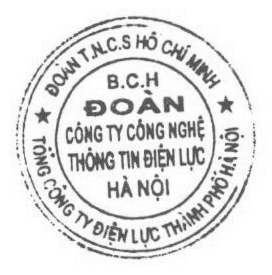 ĐOÀN T.N.C.S HỒ CHÍ MINH
B.C.H
ĐOÀN
CÔNG TY CÔNG NGHỆ
THÔNG TIN ĐIỆN LỰC
HÀ NỘI
TỔNG CÔNG TY ĐIỆN LỰC THÀNH PHỐ HÀ NỘI